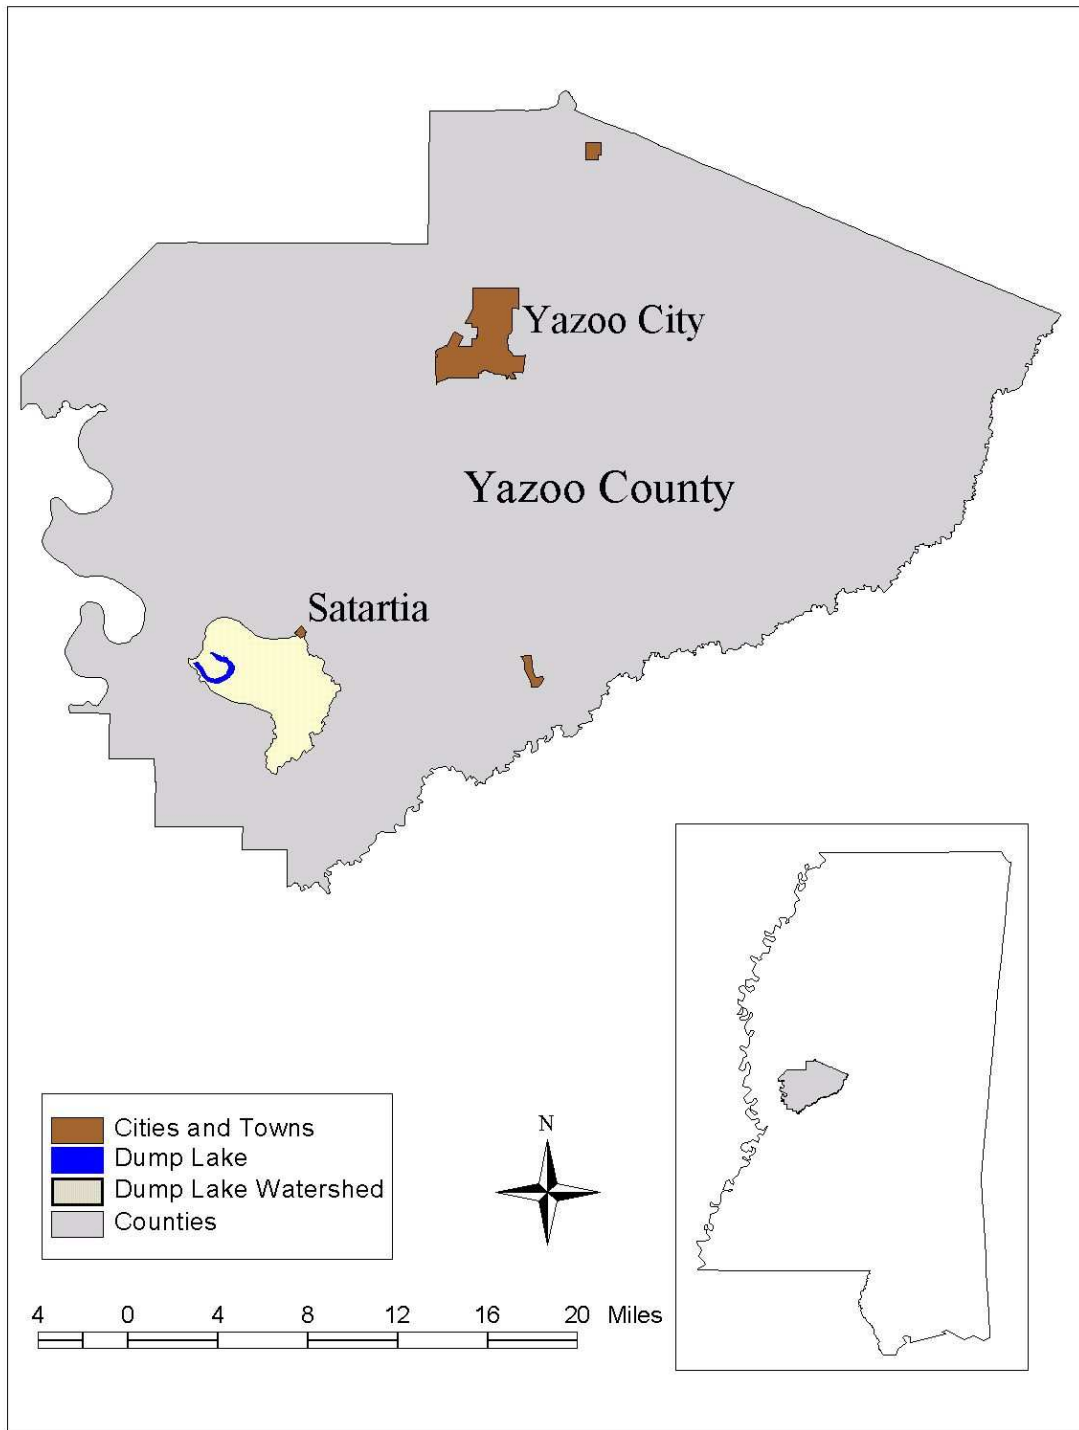 Yazoo City
Yazoo County
Satartia
Cities and Towns
Dump Lake
Dump Lake Watershed
Counties
N
4 0 4 8 12 16 20 Miles